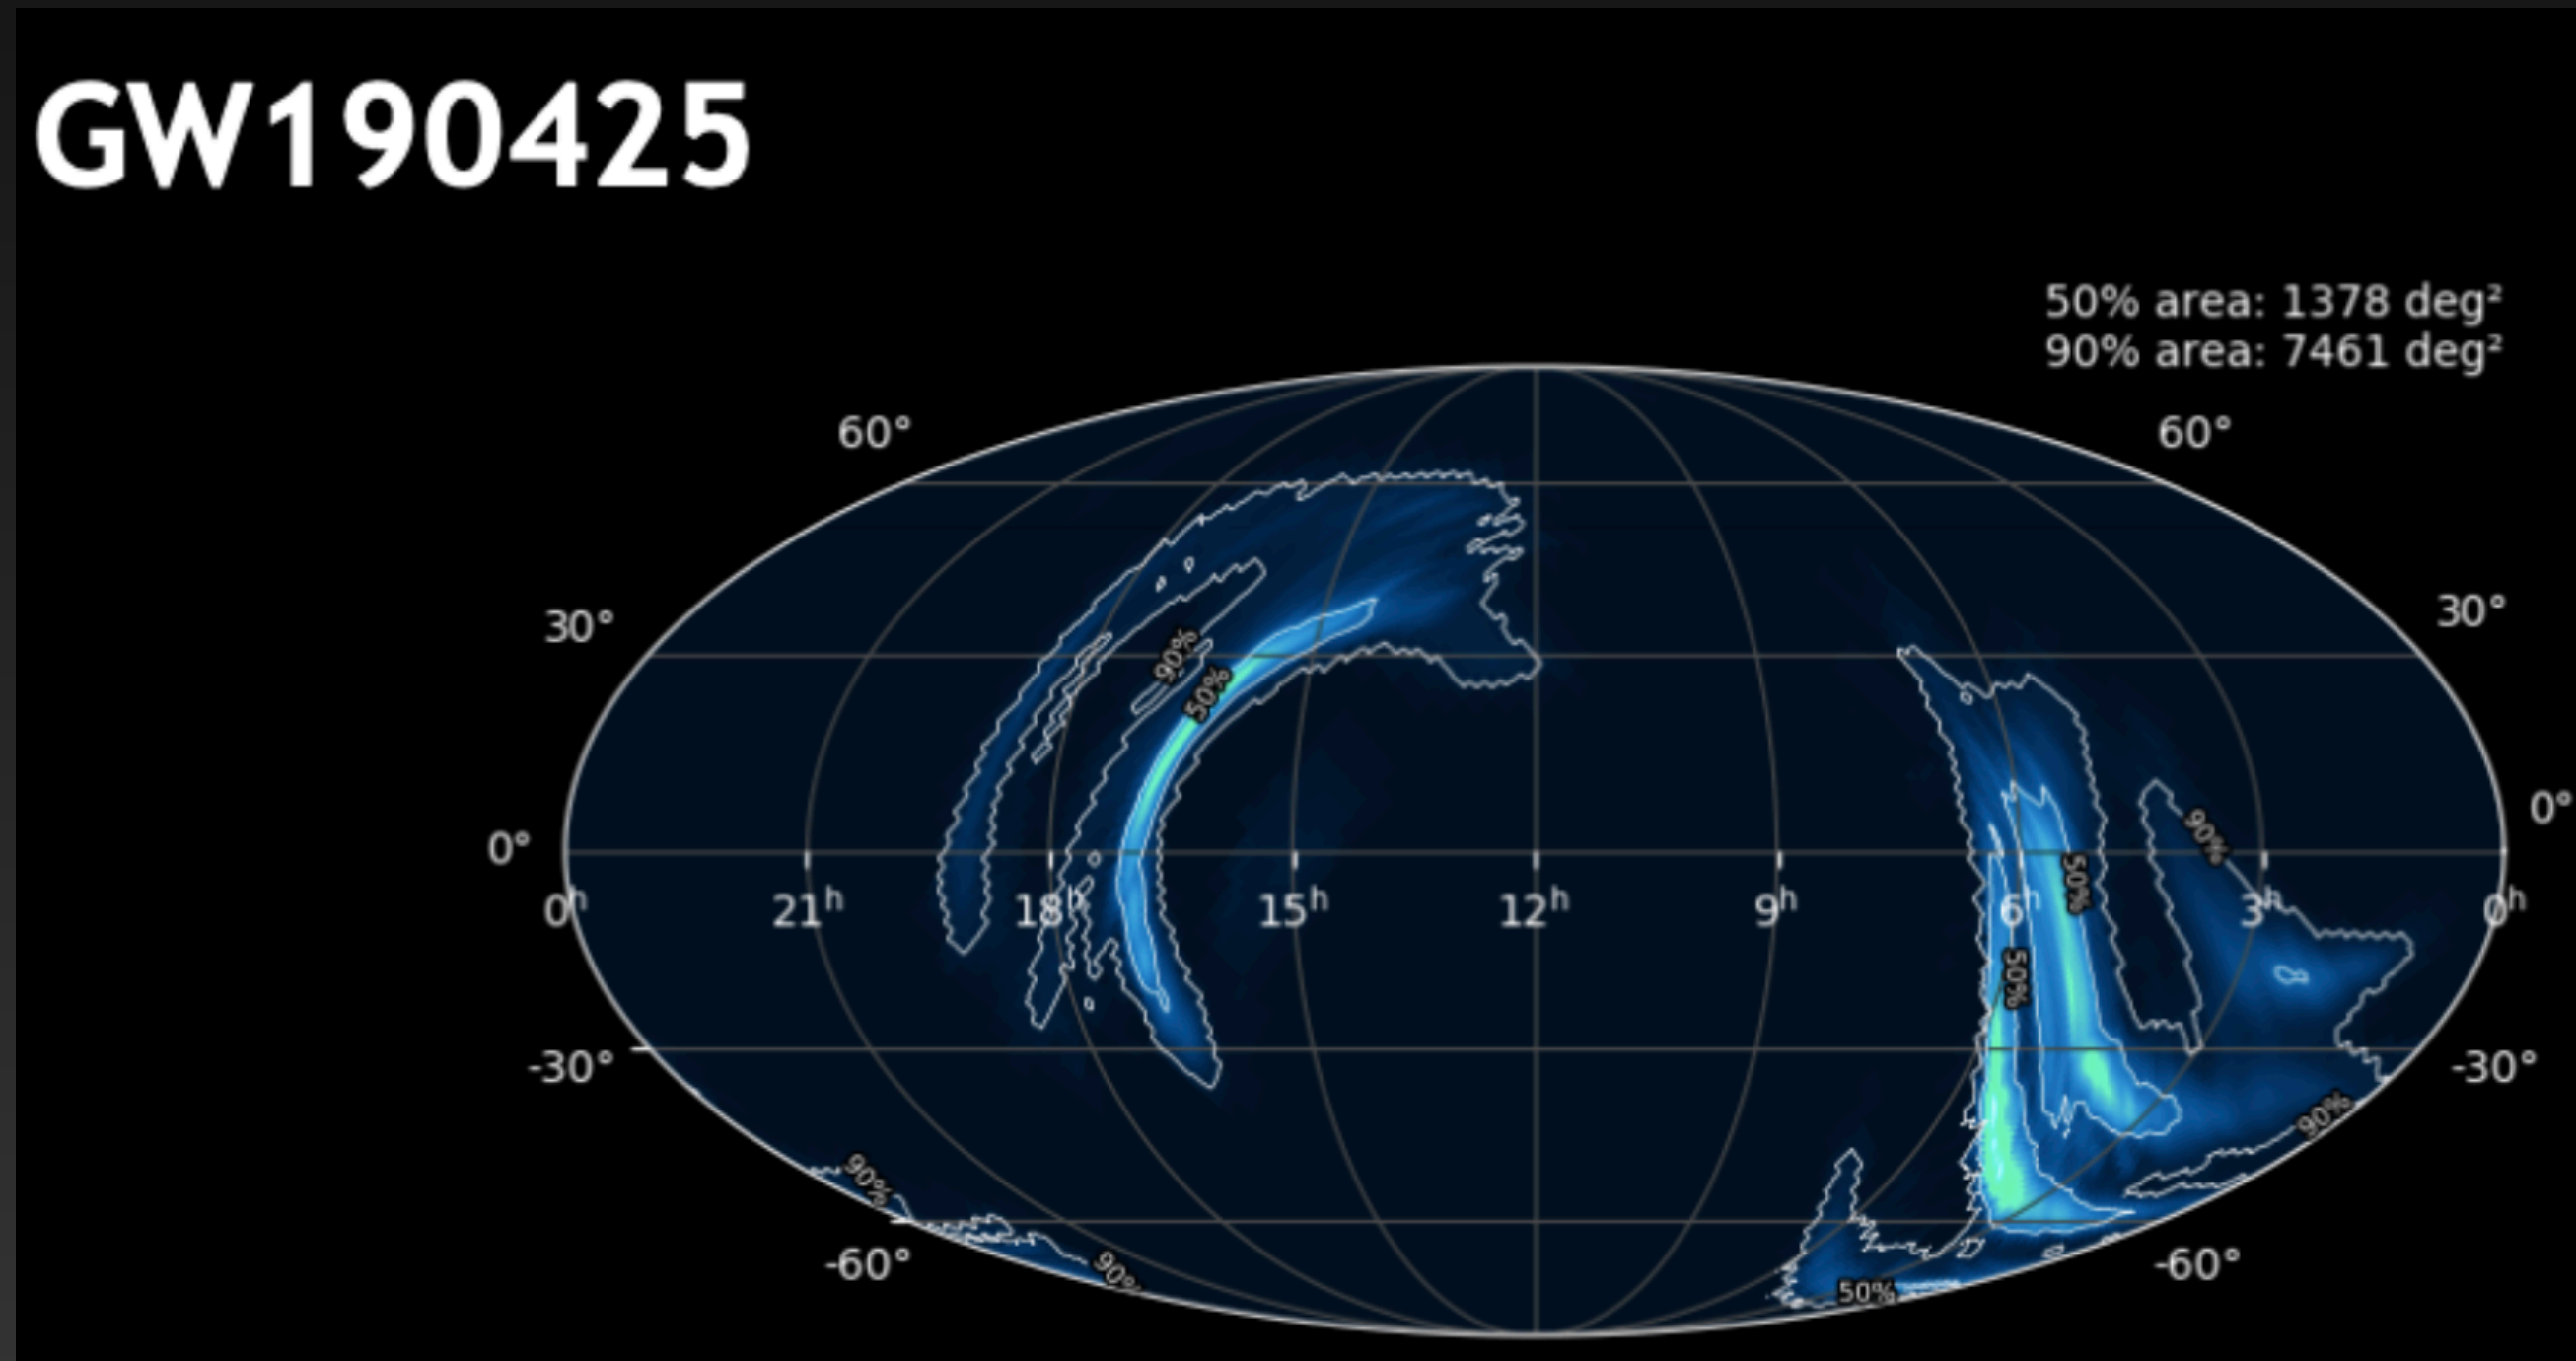 GW190425
50% area: 1378 deg²
90% area: 7461 deg²
60° 60°
30° 30°
90%
50%
0° 90% 0°
50%
0ʰ 21ʰ 18ʰ 15ʰ 12ʰ 9ʰ 6ʰ 3ʰ 0ʰ
50%
-30° -30°
90%
90%
-60° 90% 50% -60°